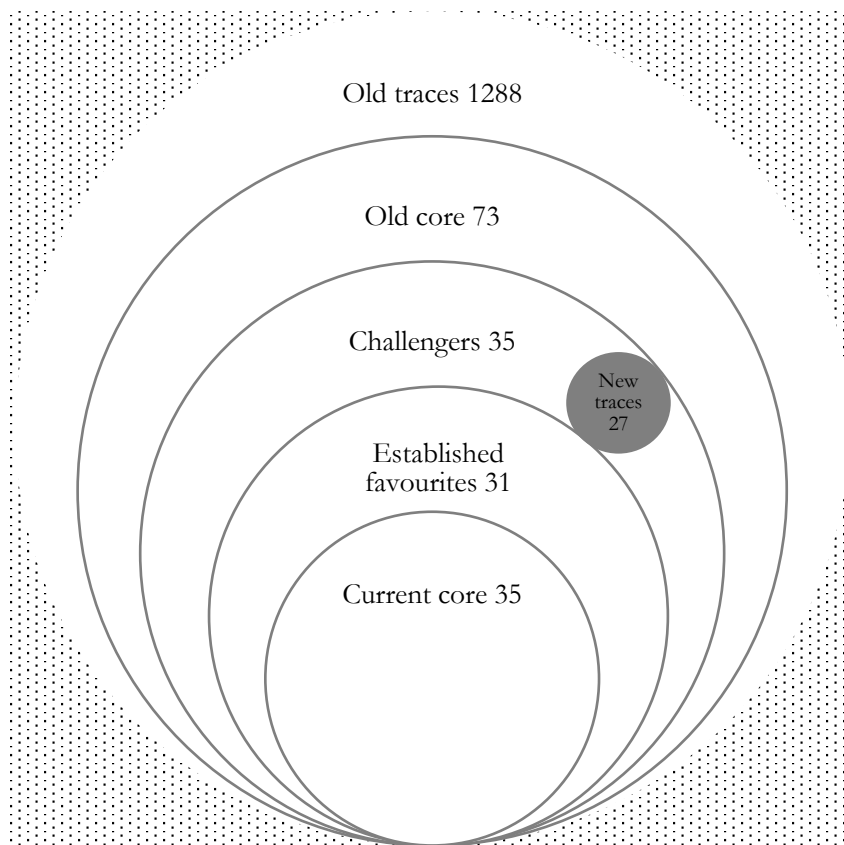 Old traces 1288
Old core 73
Challengers 35
New
traces
27
Established
favourites 31
Current core 35